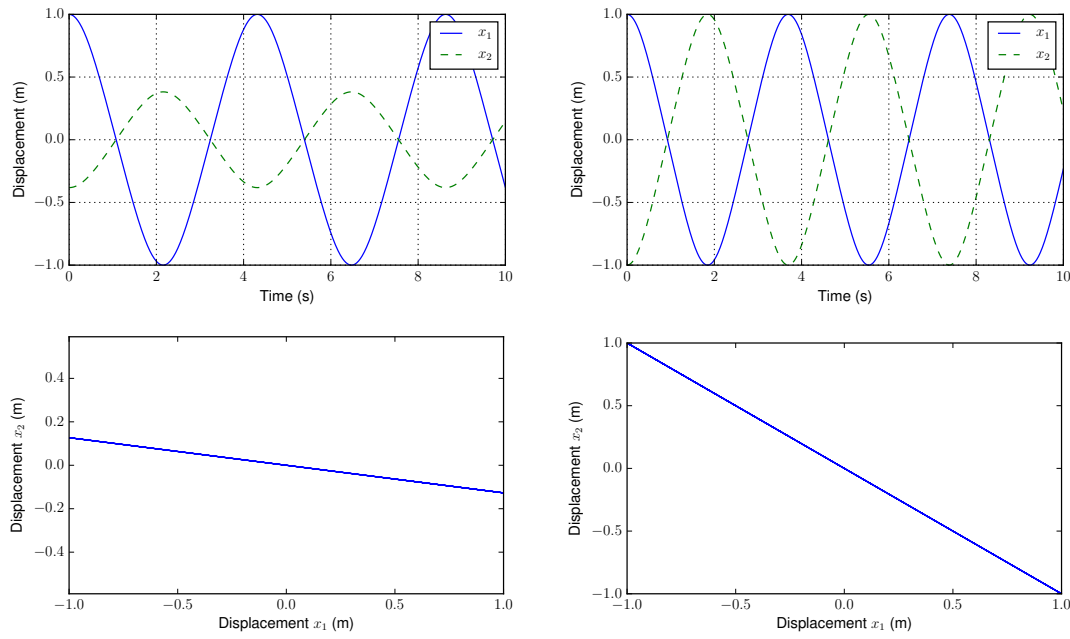 1.0
0.5
0.0
−0.5
−1.0
Displacement (m)
0 2 4 6 8 10
Time (s)
x₁
x₂
1.0
0.5
0.0
−0.5
−1.0
Displacement (m)
0 2 4 6 8 10
Time (s)
x₁
x₂
0.4
0.2
0.0
−0.2
−0.4
Displacement x₂ (m)
−1.0 −0.5 0.0 0.5 1.0
Displacement x₁ (m)
1.0
0.5
0.0
−0.5
−1.0
Displacement x₂ (m)
−1.0 −0.5 0.0 0.5 1.0
Displacement x₁ (m)